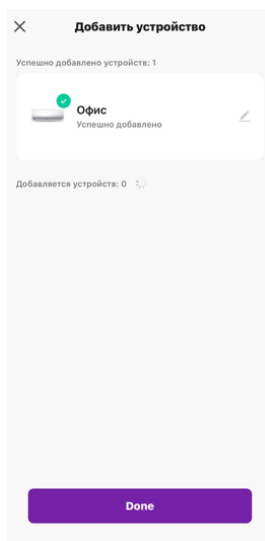 Добавить устройство
Успешно добавлено устройств: 1
Офис
Успешно добавлено
Добавляется устройств: 0
Done